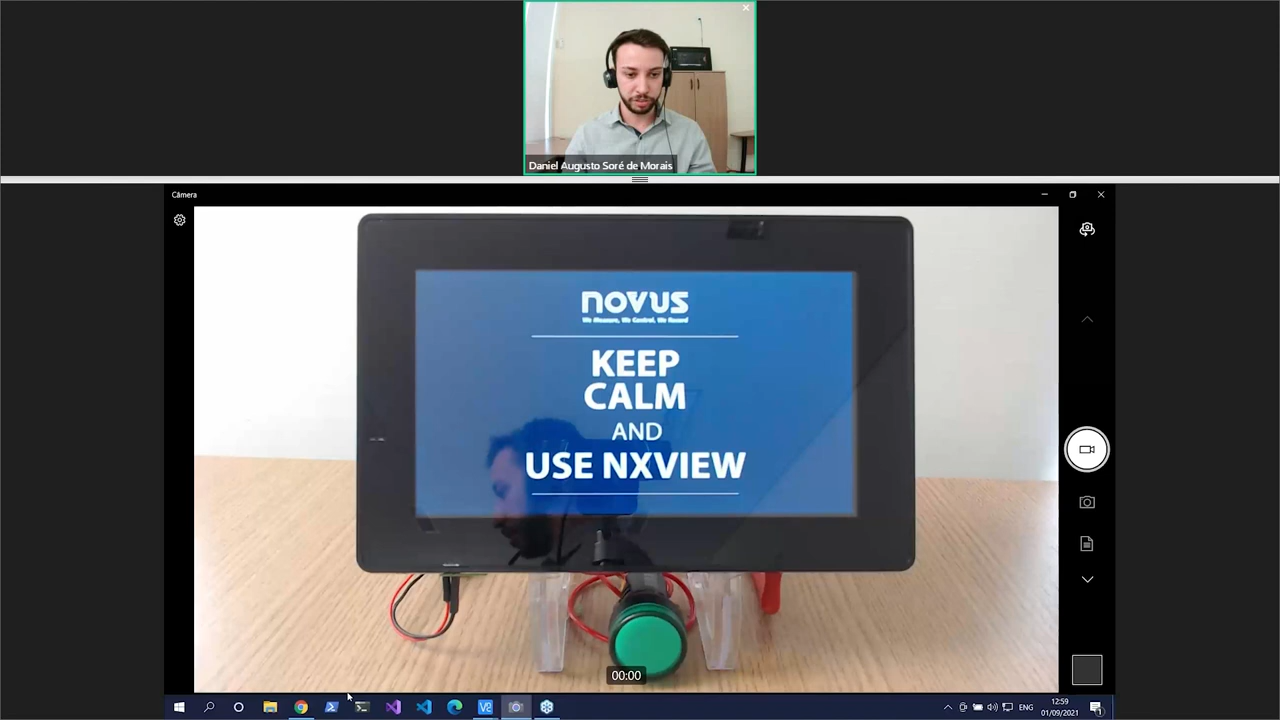 Daniel Augusto Soré de Morais
Câmera
novus
We Measure, We Control, We Record
KEEP
CALM
AND
USE NXVIEW
00:00
ENG
12:59
01/09/2021